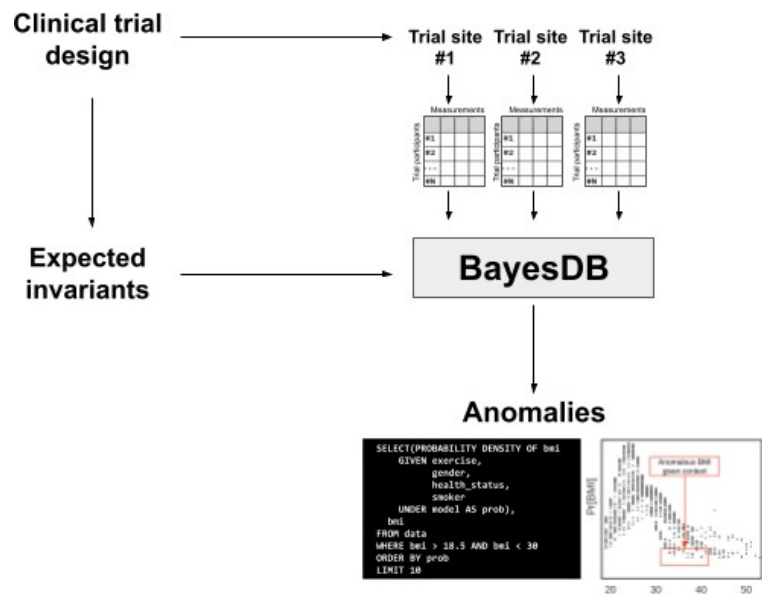 Clinical trial
design
Trial site
#1
Trial site
#2
Trial site
#3
Measurements
Measurements
Measurements
Trial participants
#1
#2
...
#N
Trial participants
#1
#2
...
#N
Trial participants
#1
#2
...
#N
Expected
invariants
BayesDB
Anomalies
SELECT(PROBABILITY DENSITY OF bmi
GIVEN exercise,
gender,
health_status,
smoker
UNDER model AS prob),
bmi
FROM data
WHERE bmi > 18.5 AND bmi < 30
ORDER BY prob
LIMIT 10
Pr[BMI]
Anomalous BMI
given context
20 30 40 50